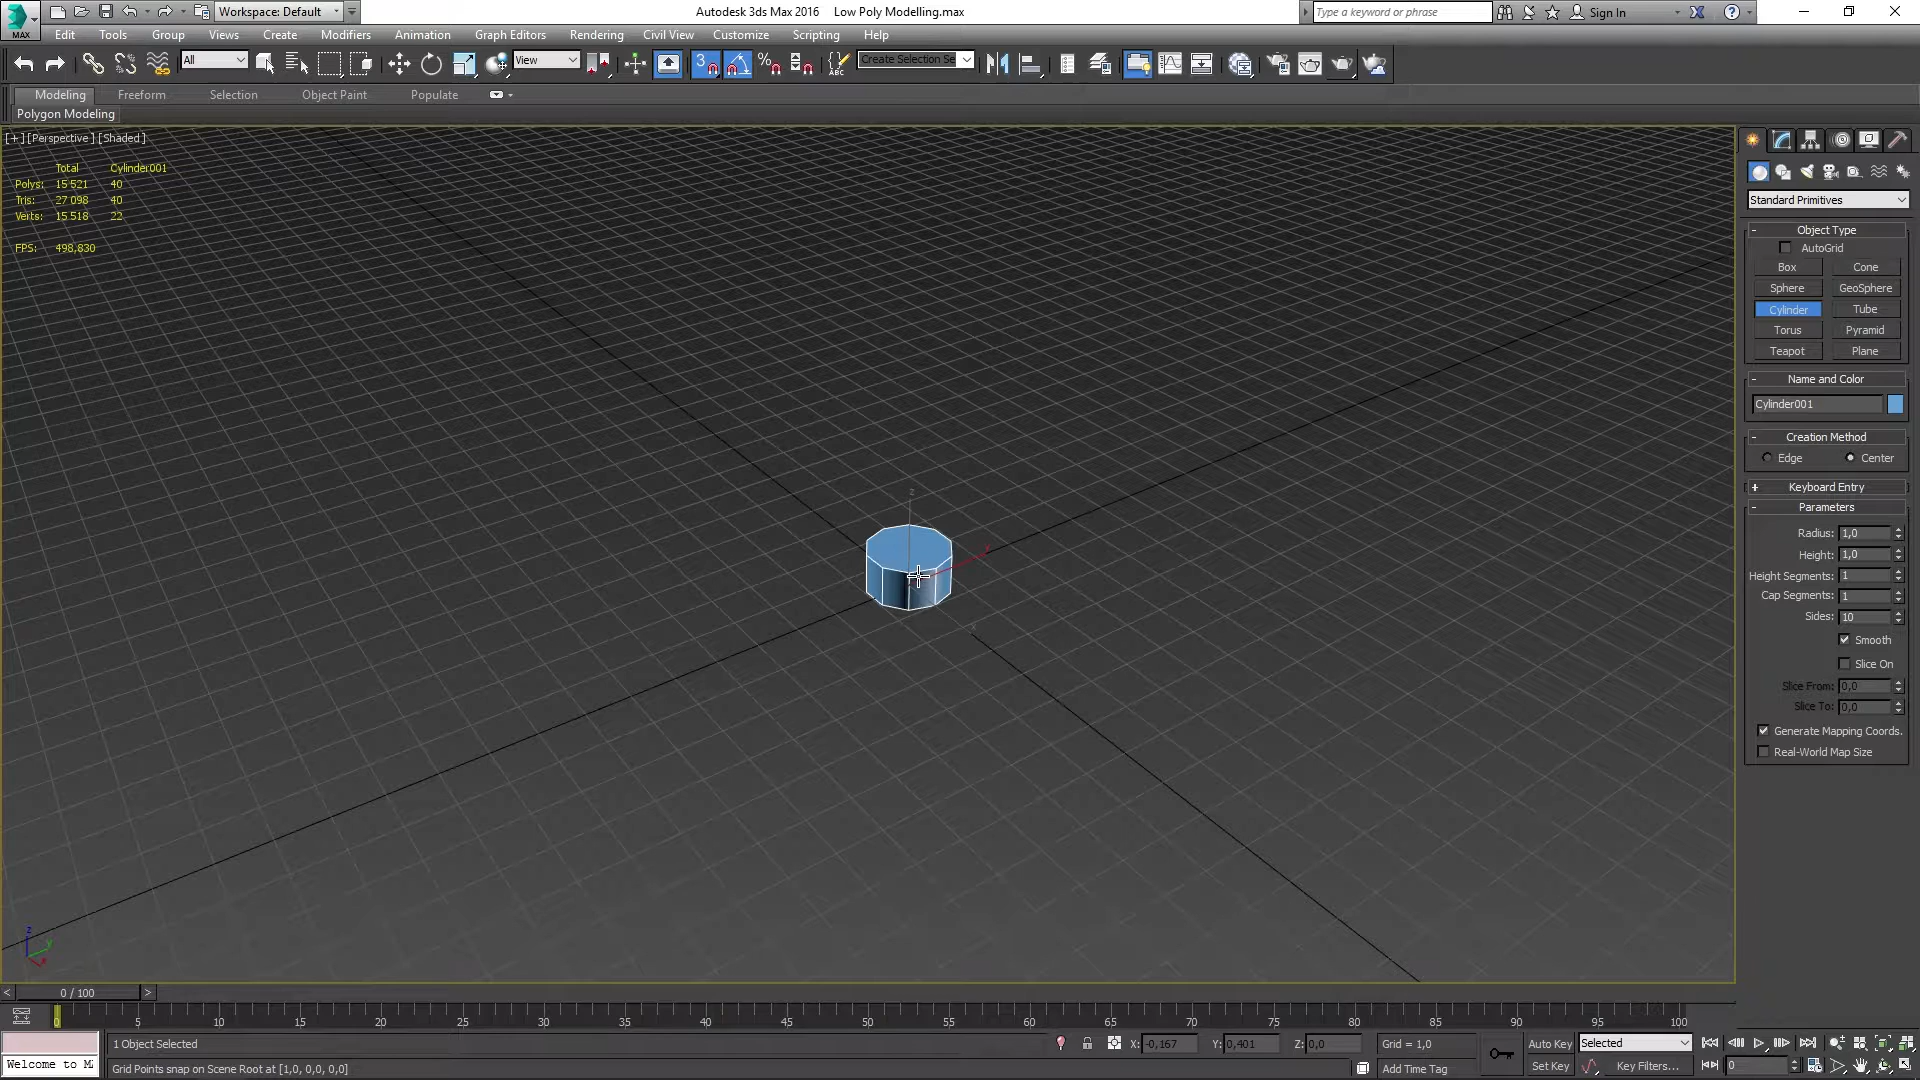 MAX
Workspace: Default
Autodesk 3ds Max 2016 Low Poly Modelling.max
Type a keyword or phrase
Sign In
Edit Tools Group Views Create Modifiers Animation Graph Editors Rendering Civil View Customize Scripting Help
All
View
3
ABC
Create Selection Se
Modeling Freeform Selection Object Paint Populate
Polygon Modeling
[+] [Perspective] [Shaded]
Total Cylinder001
Polys: 15 521 40
Tris: 27 098 40
Verts: 15 518 22
FPS: 498,830
Standard Primitives
- Object Type
AutoGrid
Box Cone
Sphere GeoSphere
Cylinder Tube
Torus Pyramid
Teapot Plane
- Name and Color
Cylinder001
- Creation Method
Edge Center
+ Keyboard Entry
- Parameters
Radius: 1,0
Height: 1,0
Height Segments: 1
Cap Segments: 1
Sides: 10
Smooth
Slice On
Slice From: 0,0
Slice To: 0,0
Generate Mapping Coords.
Real-World Map Size
z
y
x
z
y
x
< 0 / 100 >
0 5 10 15 20 25 30 35 40 45 50 55 60 65 70 75 80 85 90 95 100
1 Object Selected
X: -0,167 Y: 0,401 Z: 0,0
Grid = 1,0
Auto Key Selected
Welcome to M
Grid Points snap on Scene Root at [1,0, 0,0, 0,0]
Add Time Tag
Set Key Key Filters...
0